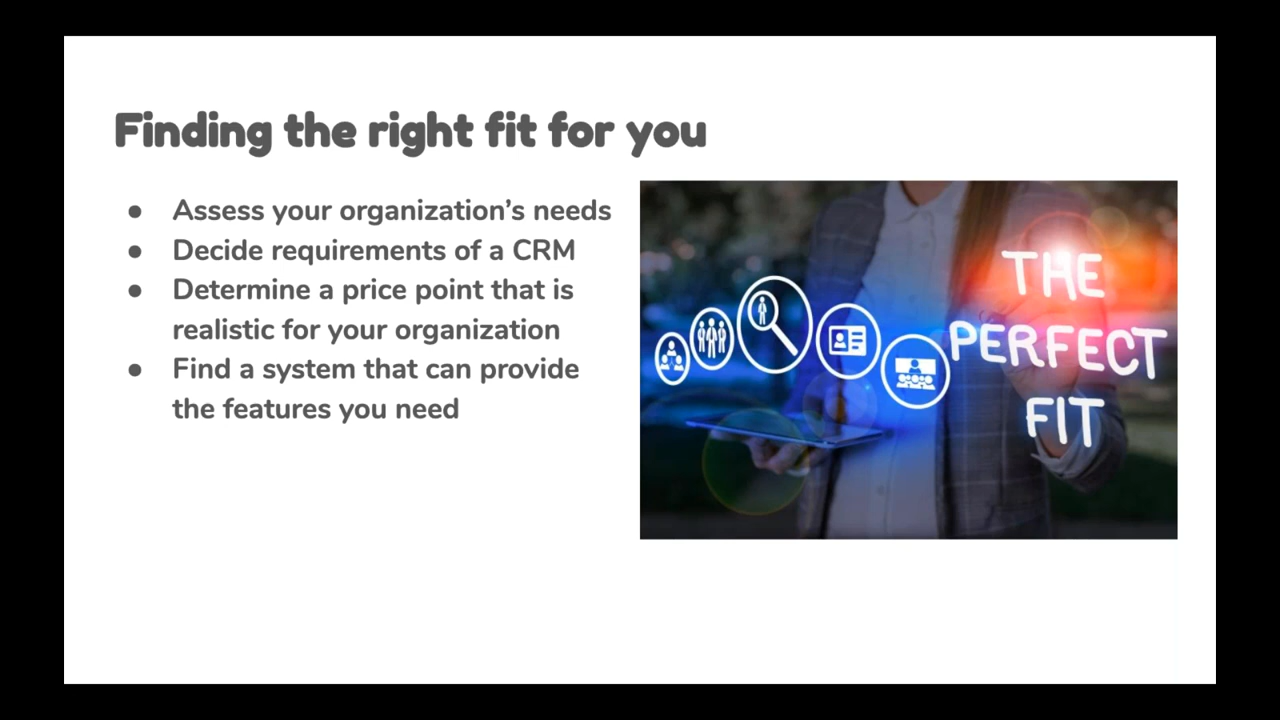 Finding the right fit for you
● Assess your organization’s needs
● Decide requirements of a CRM
● Determine a price point that is
realistic for your organization
● Find a system that can provide
the features you need
THE
PERFECT
FIT